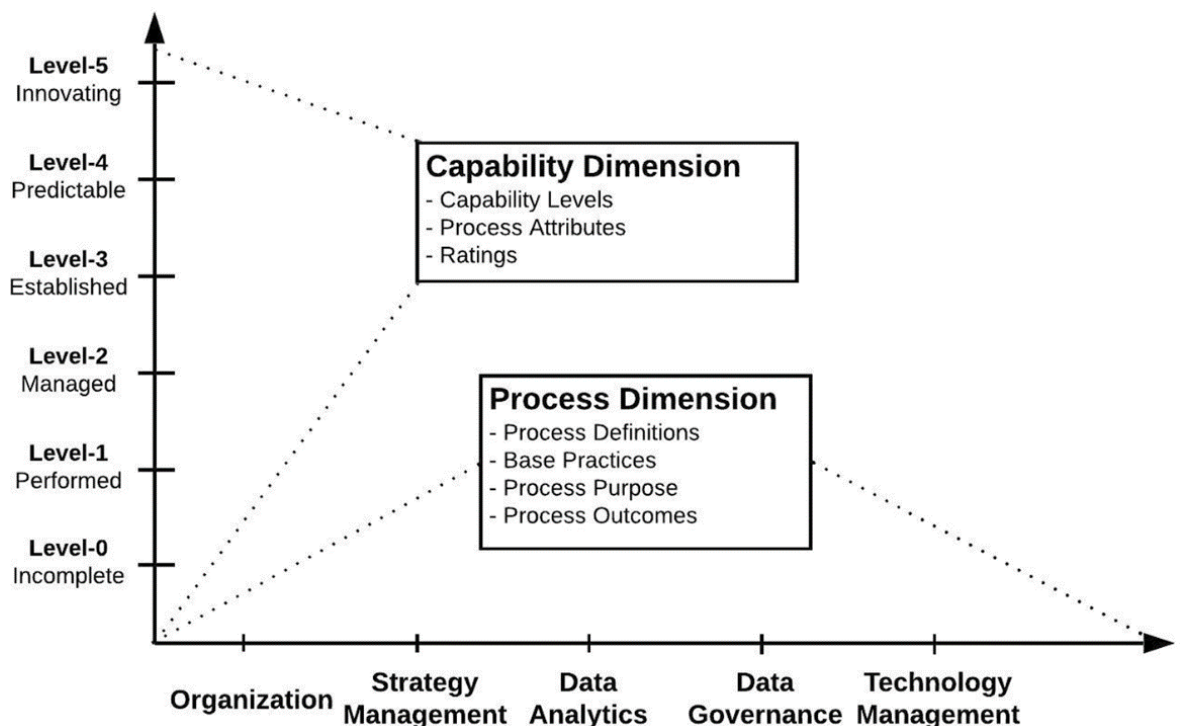 Level-5
Innovating
Level-4
Predictable
Level-3
Established
Level-2
Managed
Level-1
Performed
Level-0
Incomplete
Capability Dimension
- Capability Levels
- Process Attributes
- Ratings
Process Dimension
- Process Definitions
- Base Practices
- Process Purpose
- Process Outcomes
Organization
Strategy
Management
Data
Analytics
Data
Governance
Technology
Management